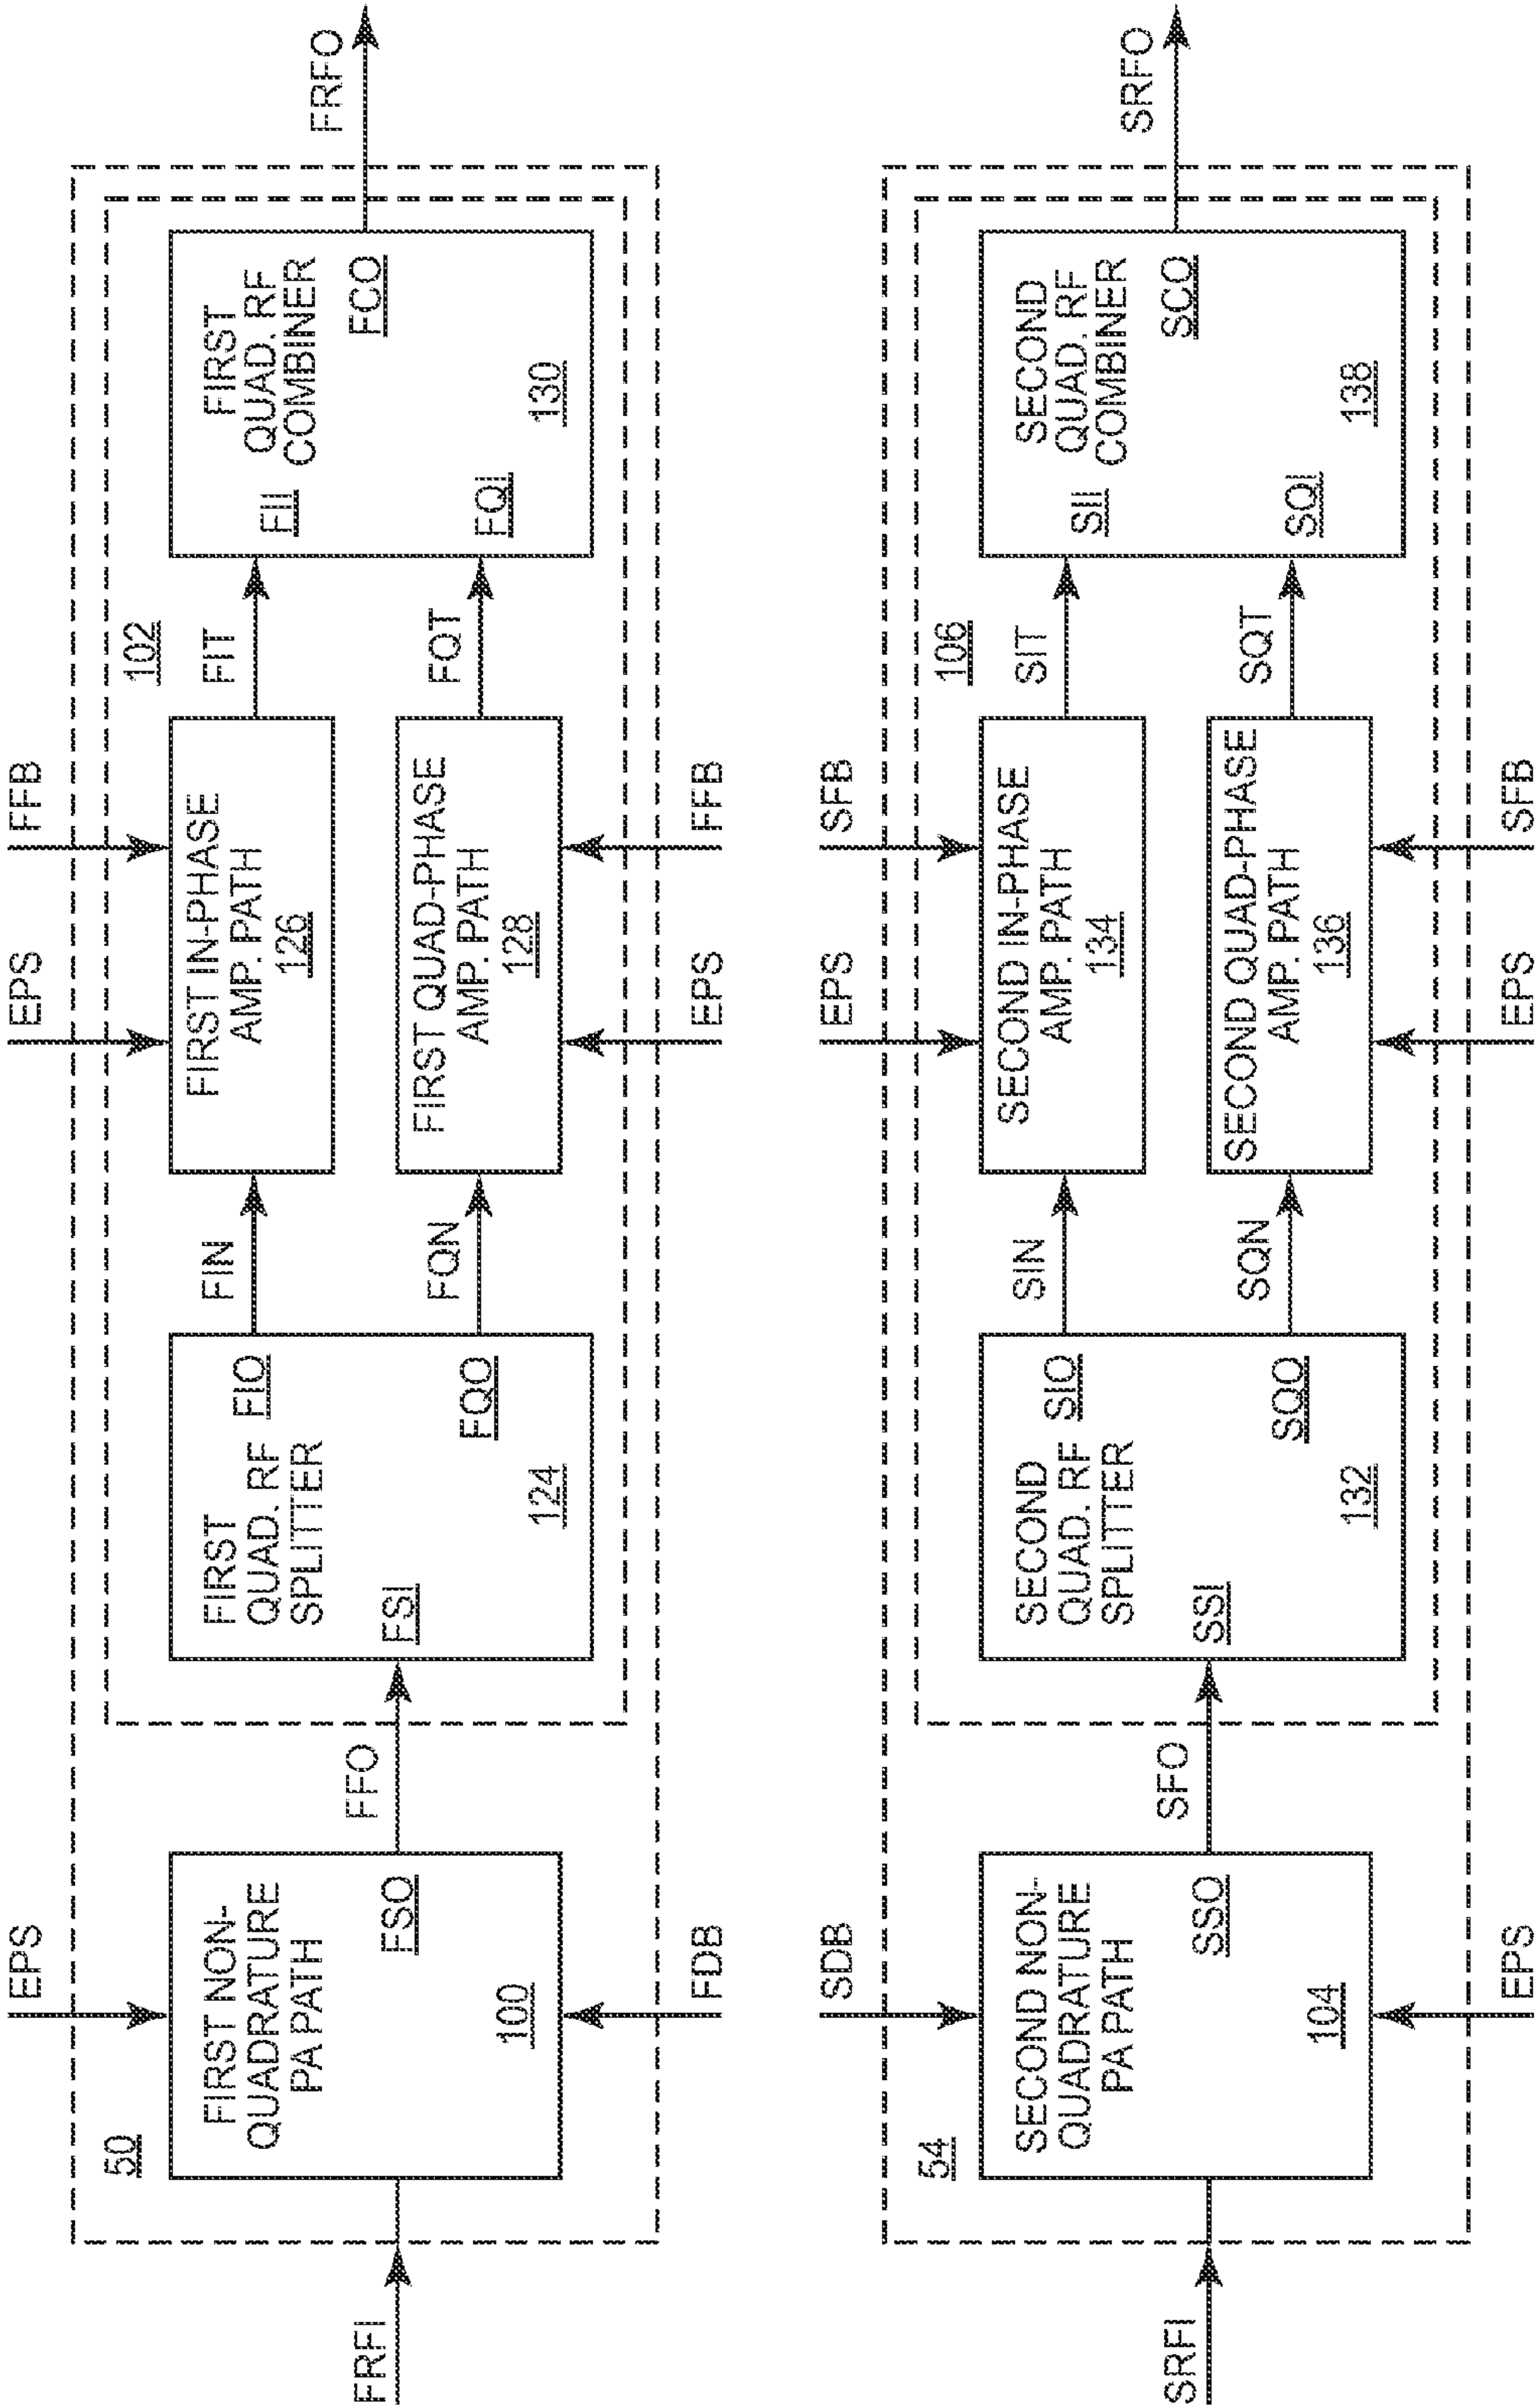 EPS
EPS
FFB
50
FIRST NON-
QUADRATURE
PA PATH
FSO
100
FRFI
FDB
FFO
FIRST
QUAD. RF
SPLITTER
FIO
FSI
FQO
124
FIN
FQN
FIRST IN-PHASE
AMP. PATH
126
FIRST QUAD-PHASE
AMP. PATH
128
EPS
FFB
102
FIT
FQT
FIRST
QUAD. RF
COMBINER
FII
FCO
FQI
130
FRFO
SDB
EPS
SFB
54
SECOND NON-
QUADRATURE
PA PATH
SSO
104
SRFI
EPS
SFO
SECOND
QUAD. RF
SPLITTER
SIO
SSI
SQO
132
SIN
SQN
SECOND IN-PHASE
AMP. PATH
134
SECOND QUAD-PHASE
AMP. PATH
136
EPS
SFB
106
SIT
SQT
SECOND
QUAD. RF
COMBINER
SII
SCO
SQI
138
SRFO